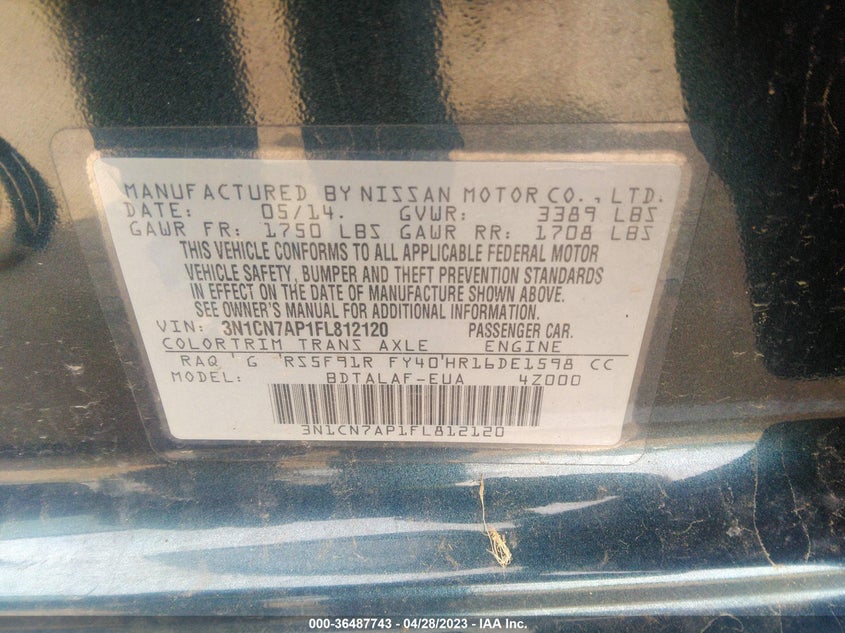 MANUFACTURED BY NISSAN MOTOR CO., LTD.
DATE: 05/14. GVWR: 3389 LBS
GAWR FR: 1750 LBS GAWR RR: 1708 LBS
THIS VEHICLE CONFORMS TO ALL APPLICABLE FEDERAL MOTOR
VEHICLE SAFETY, BUMPER AND THEFT PREVENTION STANDARDS
IN EFFECT ON THE DATE OF MANUFACTURE SHOWN ABOVE.
SEE OWNER'S MANUAL FOR ADDITIONAL INFORMATION.
VIN: 3N1CN7AP1FL812120 PASSENGER CAR.
COLORTRIM TRANS AXLE ENGINE
RAQ 'G 'RS5F91R FY40'HR16DE1598 CC
MODEL: BDTALAF-EUA 4Z000
3N1CN7AP1FL812120
000-36487743 - 04/28/2023 - IAA Inc.